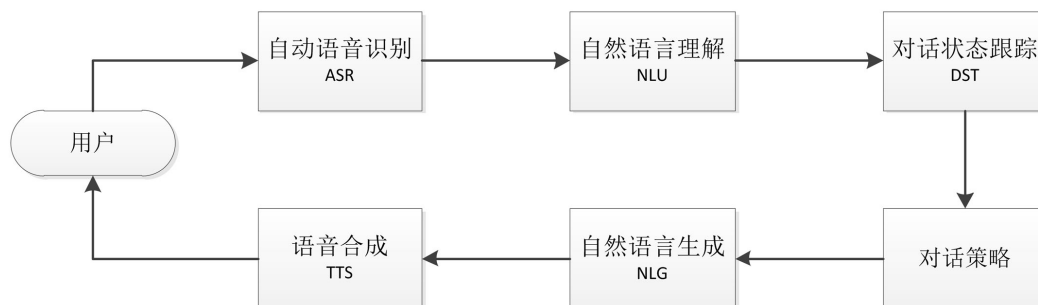 自动语音识别
ASR
自然语言理解
NLU
对话状态跟踪
DST
用户
语音合成
TTS
自然语言生成
NLG
对话策略